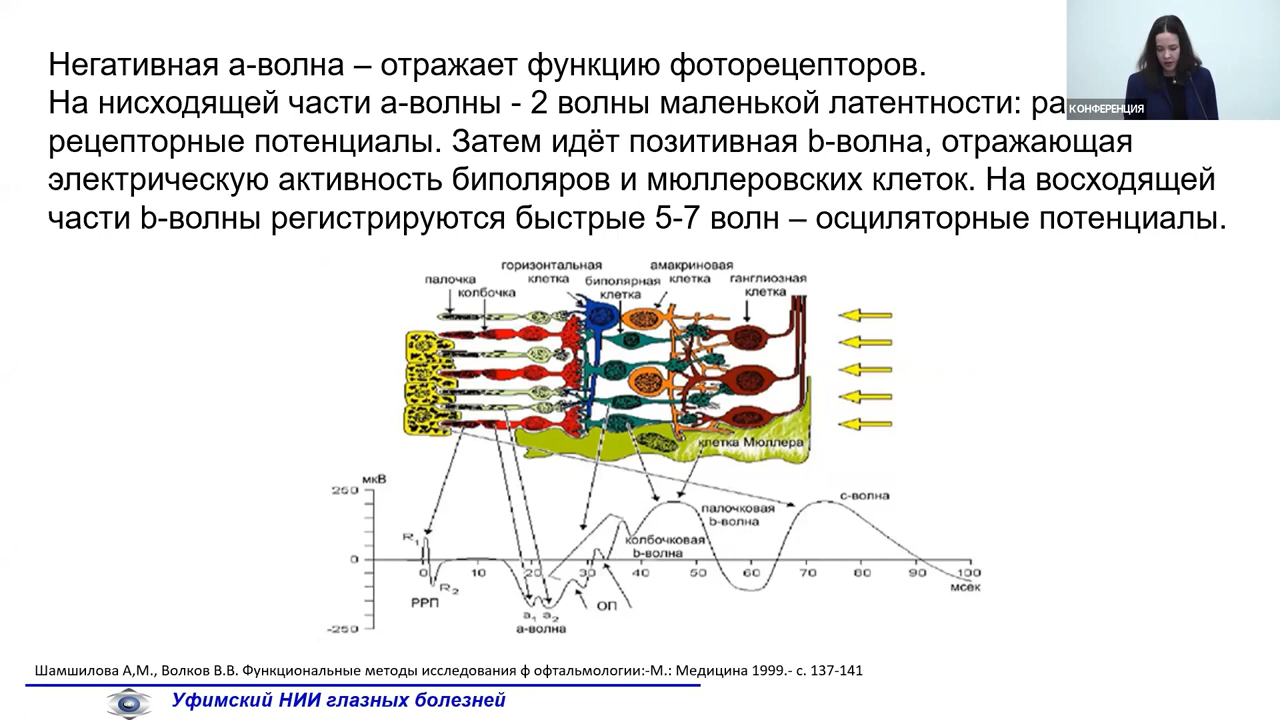 Негативная а-волна – отражает функцию фоторецепторов.
На нисходящей части а-волны - 2 волны маленькой латентности: ра
рецепторные потенциалы. Затем идёт позитивная b-волна, отражающая
электрическую активность биполяров и мюллеровских клеток. На восходящей
части b-волны регистрируются быстрые 5-7 волн – осциляторные потенциалы.
КОНФЕРЕНЦИЯ
палочка
колбочка
горизонтальная
клетка
биполярная
клетка
амакриновая
клетка
ганглиозная
клетка
клетка Мюллера
мкВ
250
0
-250
R1
R2
РРП
0 10 20 30 40 50 60 70 80 90 100
мсек
a1 a2
а-волна
ОП
колбочковая
b-волна
палочковая
b-волна
с-волна
Шамшилова А,М., Волков В.В. Функциональные методы исследования ф офтальмологии:-М.: Медицина 1999.- с. 137-141
Уфимский НИИ глазных болезней